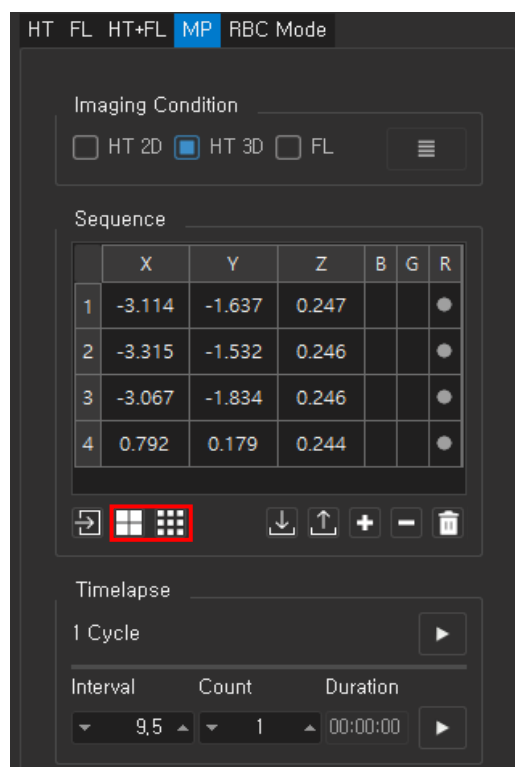 HT FL HT+FL MP RBC Mode
Imaging Condition
HT 2D HT 3D FL
Sequence
X Y Z B G R
1 -3.114 -1.637 0.247
2 -3.315 -1.532 0.246
3 -3.067 -1.834 0.246
4 0.792 0.179 0.244
Timelapse
1 Cycle
Interval Count Duration
9,5 1 00:00:00